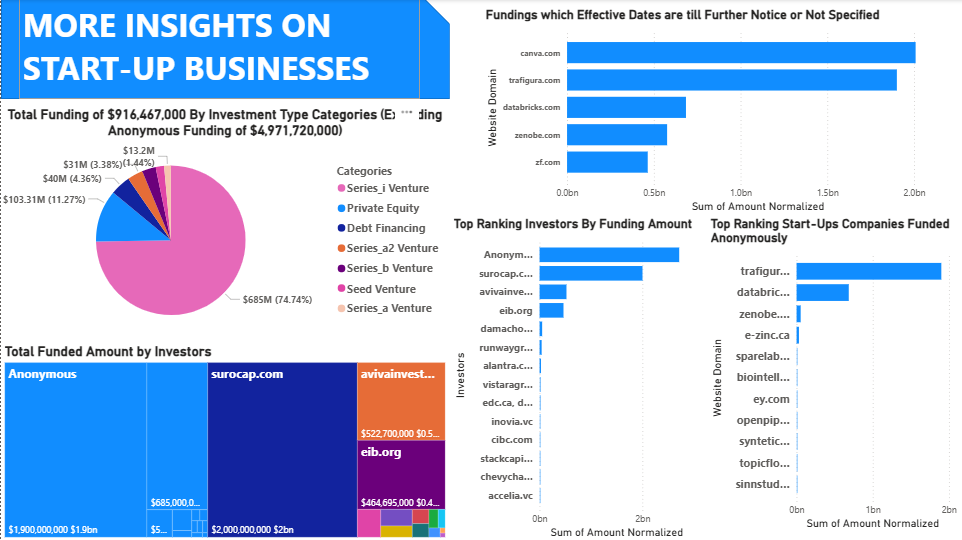 MORE INSIGHTS ON
START-UP BUSINESSES
Total Funding of $916,467,000 By Investment Type Categories (Ex ding
Anonymous Funding of $4,971,720,000)
$13.2M
(1.44%)
$31M (3.38%)
$40M (4.36%)
$103.31M (11.27%)
$685M (74.74%)
Categories
Series_i Venture
Private Equity
Debt Financing
Series_a2 Venture
Series_b Venture
Seed Venture
Series_a Venture
Total Funded Amount by Investors
Anonymous
$1,900,000,000 $1.9bn
$685,000,0...
$5...
surocap.com
$2,000,000,000 $2bn
avivainvest...
$522,700,000 $0.5...
eib.org
$464,695,000 $0.4...
Fundings which Effective Dates are till Further Notice or Not Specified
Website Domain
canva.com
trafigura.com
databricks.com
zenobe.com
zf.com
0.0bn 0.5bn 1.0bn 1.5bn 2.0bn
Sum of Amount Normalized
Top Ranking Investors By Funding Amount
Investors
Anonym...
surocap.c...
avivainve...
eib.org
damacho...
runwaygr...
alantra.c...
vistaragr...
edc.ca, d...
inovia.vc
cibc.com
stackcapi...
chevycha...
accelia.vc
0bn 2bn
Sum of Amount Normalized
Top Ranking Start-Ups Companies Funded
Anonymously
Website Domain
trafigur...
databric...
zenobe....
e-zinc.ca
sparelab...
biointell...
ey.com
openpip...
syntetic...
topicflo...
sinnstud...
0bn 1bn 2bn
Sum of Amount Normalized